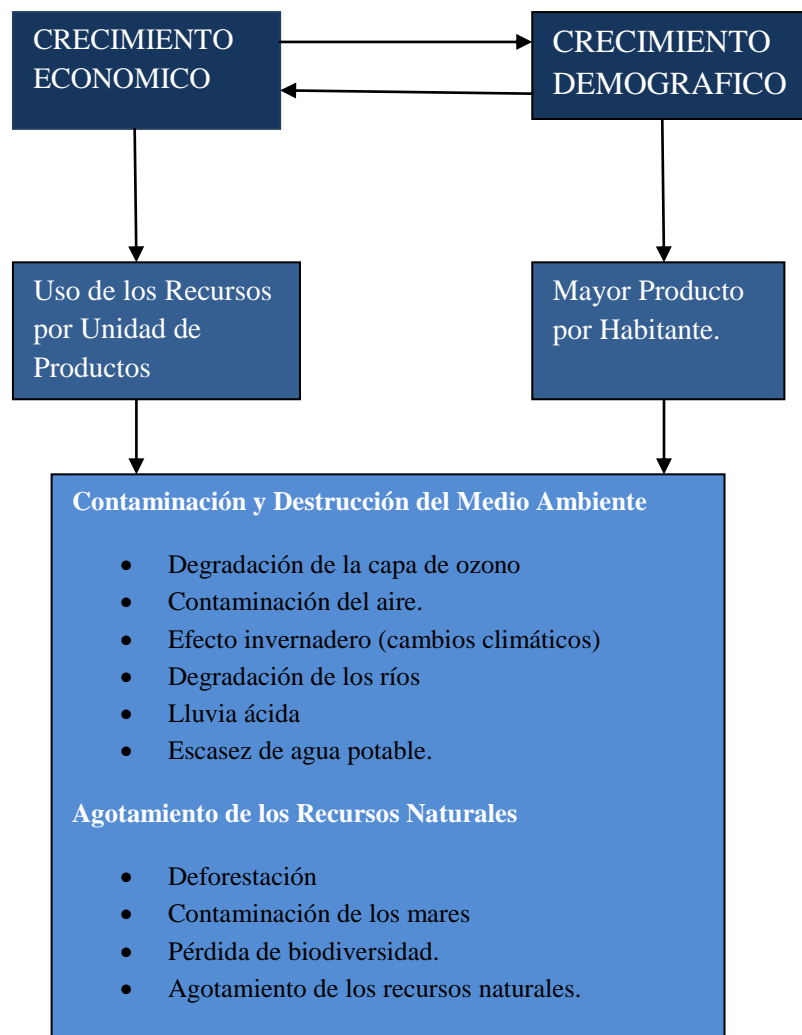 CRECIMIENTO
ECONOMICO
CRECIMIENTO
DEMOGRAFICO
Uso de los Recursos
por Unidad de
Productos
Mayor Producto
por Habitante.
Contaminación y Destrucción del Medio Ambiente
• Degradación de la capa de ozono
• Contaminación del aire.
• Efecto invernadero (cambios climáticos)
• Degradación de los ríos
• Lluvia ácida
• Escasez de agua potable.
Agotamiento de los Recursos Naturales
• Deforestación
• Contaminación de los mares
• Pérdida de biodiversidad.
• Agotamiento de los recursos naturales.